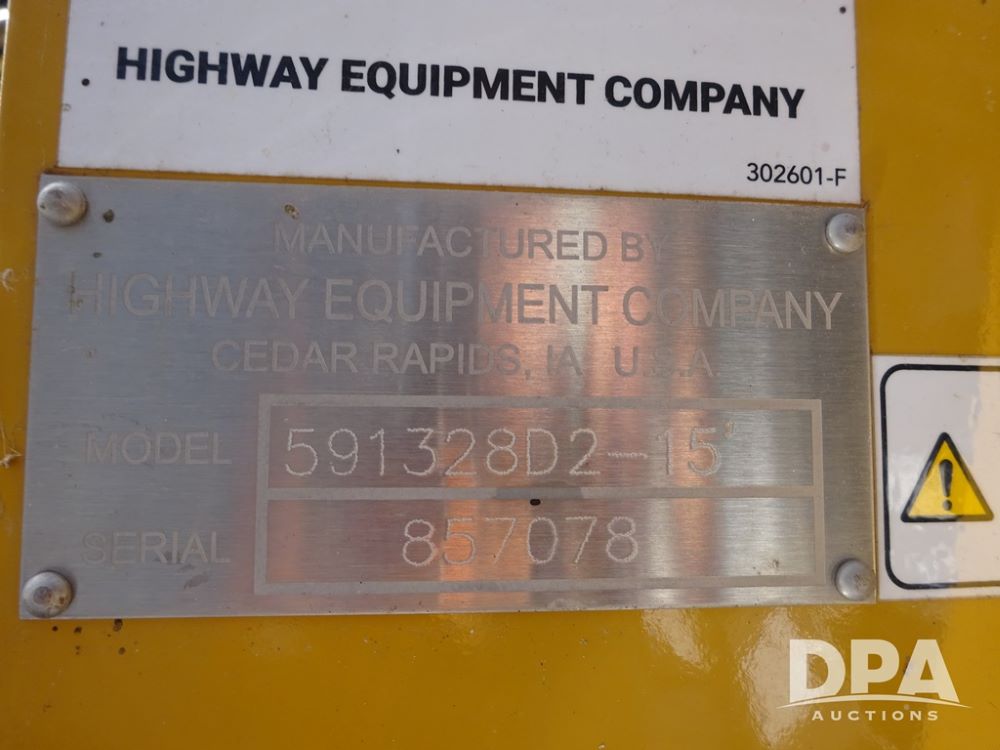 HIGHWAY EQUIPMENT COMPANY
302601-F
MANUFACTURED BY
HIGHWAY EQUIPMENT COMPANY
CEDAR RAPIDS, IA U.S.A.
MODEL 591328D2-15'
SERIAL 857078
DPA
AUCTIONS